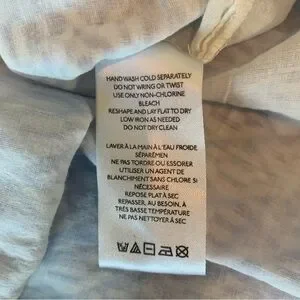 HAND WASH COLD SEPARATELY
DO NOT WRING OR TWIST
USE ONLY NON-CHLORINE
BLEACH
RESHAPE AND LAY FLAT TO DRY
LOW IRON AS NEEDED
DO NOT DRY CLEAN
LAVER À LA MAIN À L'EAU FROIDE
SÉPARÉMEN
NE PAS TORDRE OU ESSORER
UTILISER UN AGENT DE
BLANCHIMENT SANS CHLORE SI
NÉCESSAIRE
REPOSE PLAT À SEC
REPASSER, AU BESOIN, À
TRÈS BASSE TEMPÉRATURE
NE PAS NETTOYER À SEC